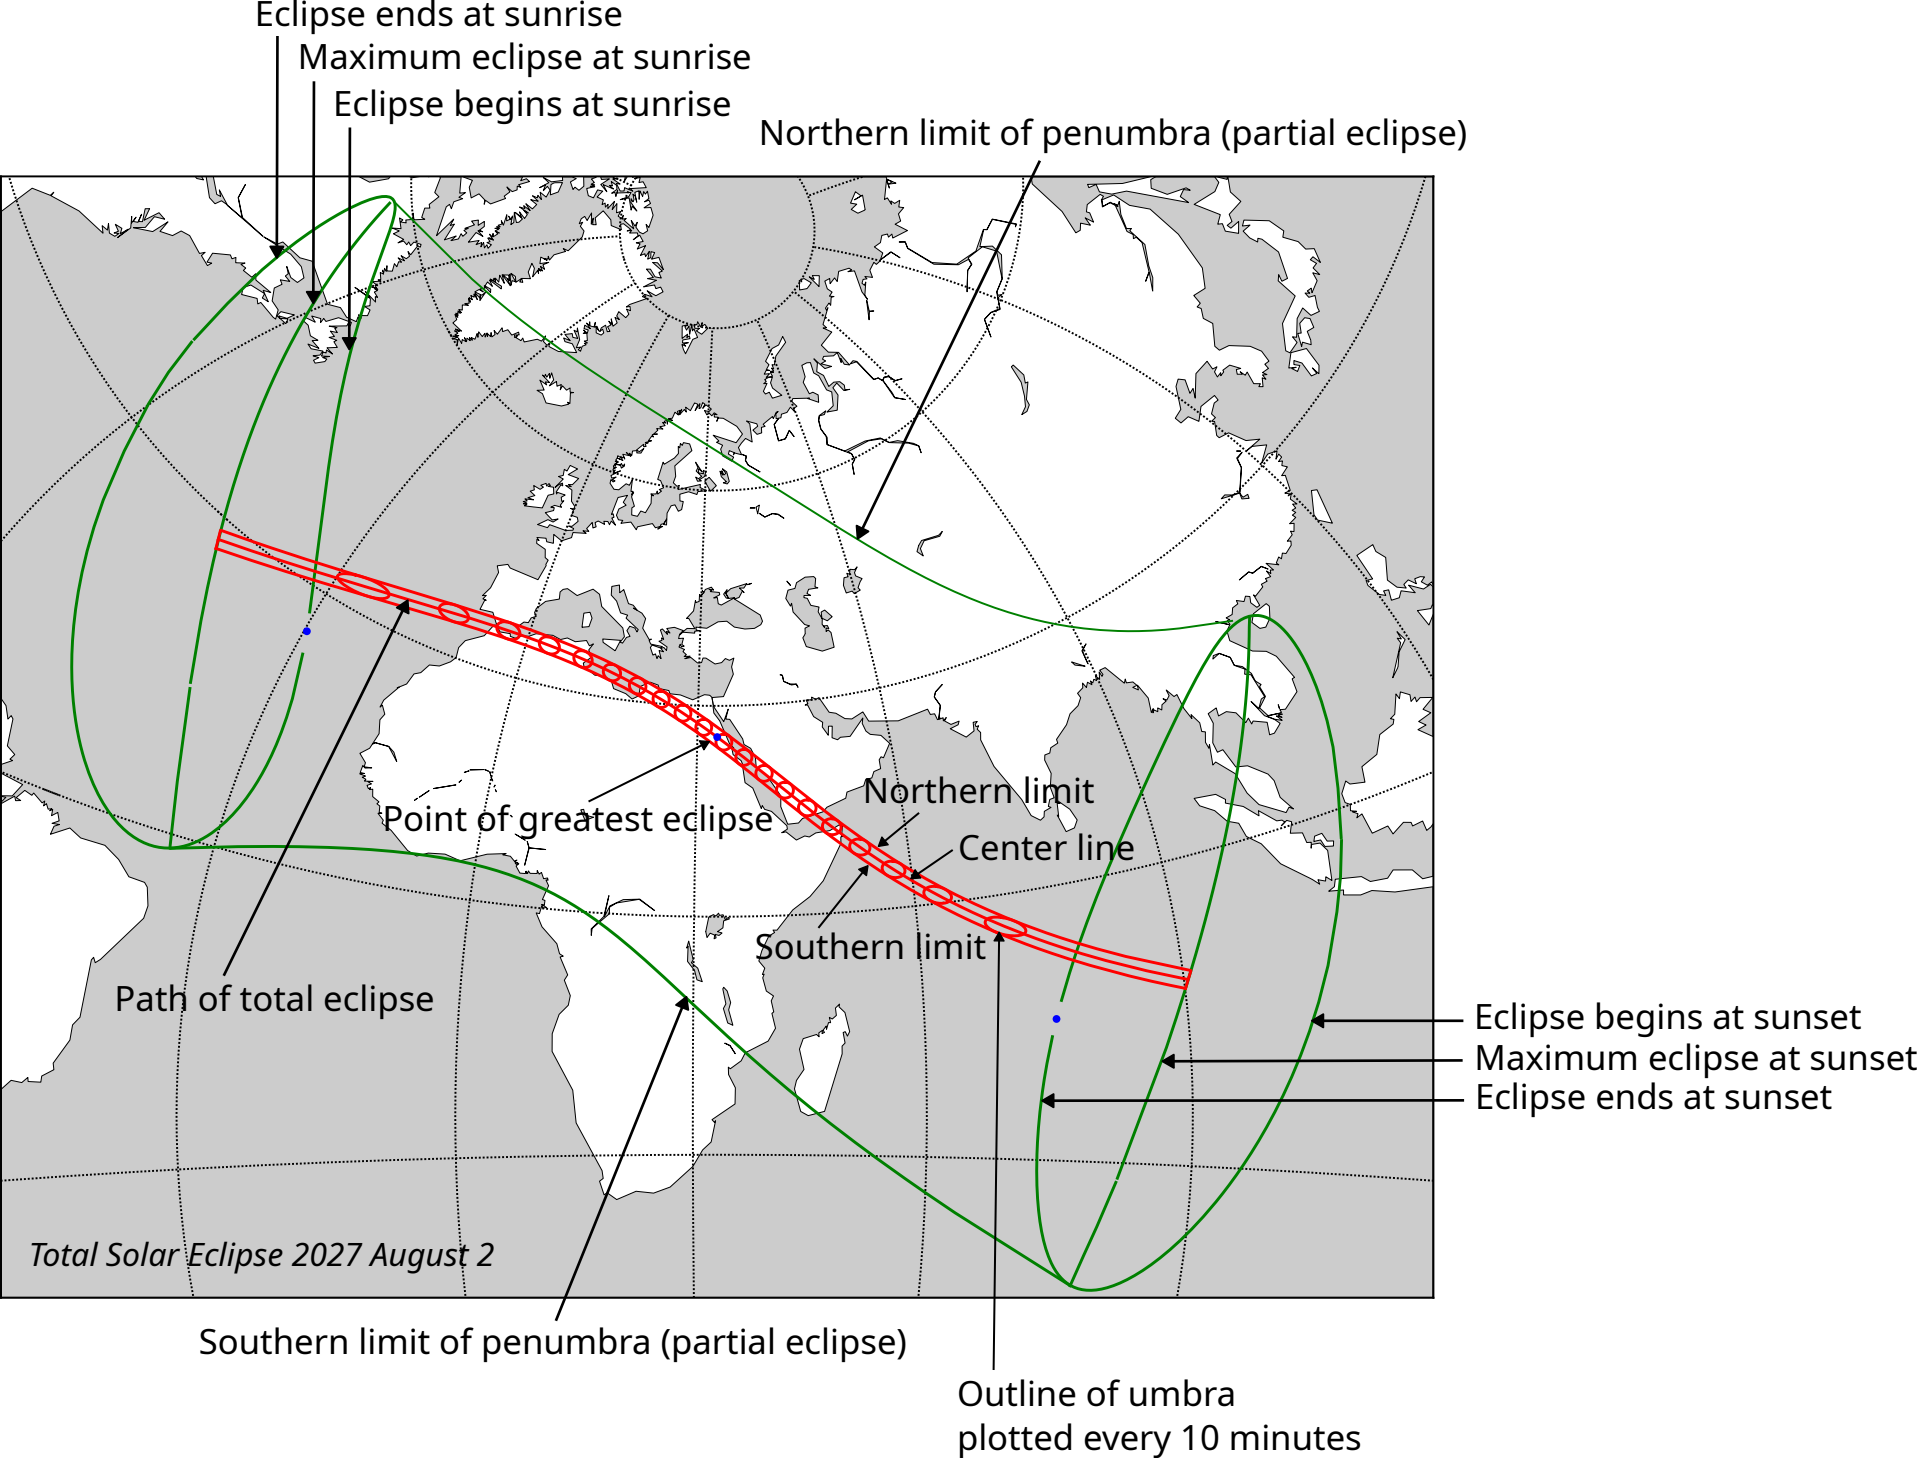 Eclipse ends at sunrise
Maximum eclipse at sunrise
Eclipse begins at sunrise
Northern limit of penumbra (partial eclipse)
Northern limit
Point of greatest eclipse
Center line
Southern limit
Path of total eclipse
Eclipse begins at sunset
Maximum eclipse at sunset
Eclipse ends at sunset
Total Solar Eclipse 2027 August 2
Southern limit of penumbra (partial eclipse)
Outline of umbra
plotted every 10 minutes